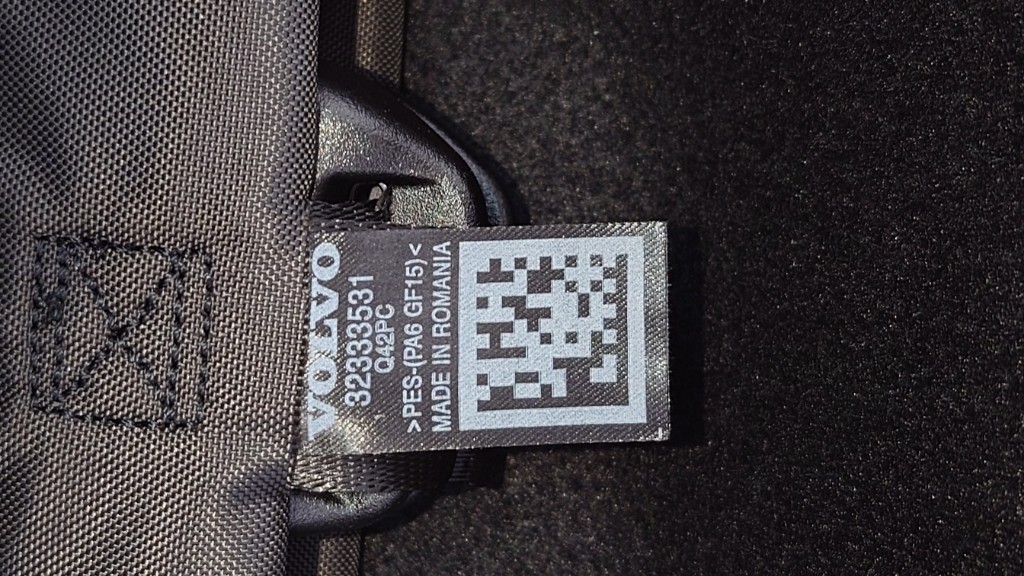 VOLVO
32333531
Q42PC
>PES-(PA6 GF15)<
MADE IN ROMANIA